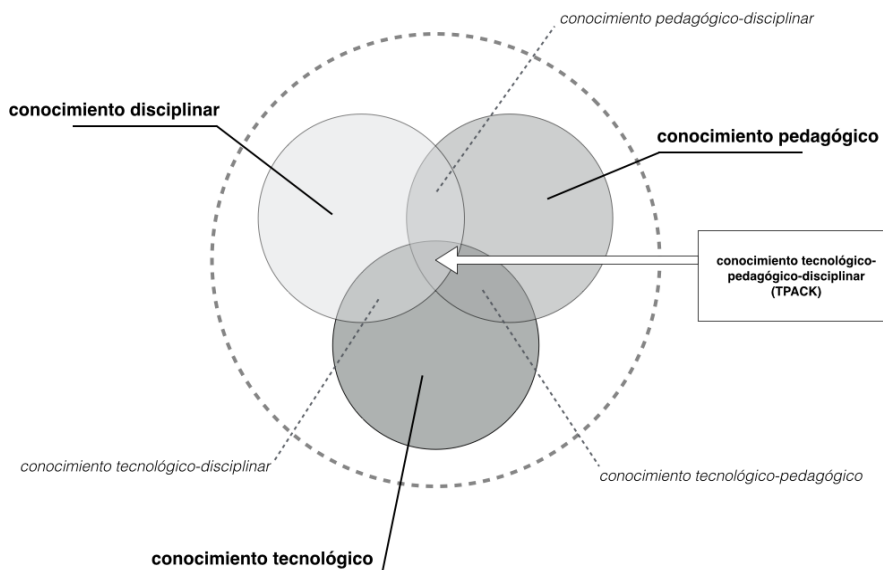 conocimiento pedagógico-disciplinar
conocimiento disciplinar
conocimiento pedagógico
conocimiento tecnológico-
pedagógico-disciplinar
(TPACK)
conocimiento tecnológico-disciplinar
conocimiento tecnológico-pedagógico
conocimiento tecnológico